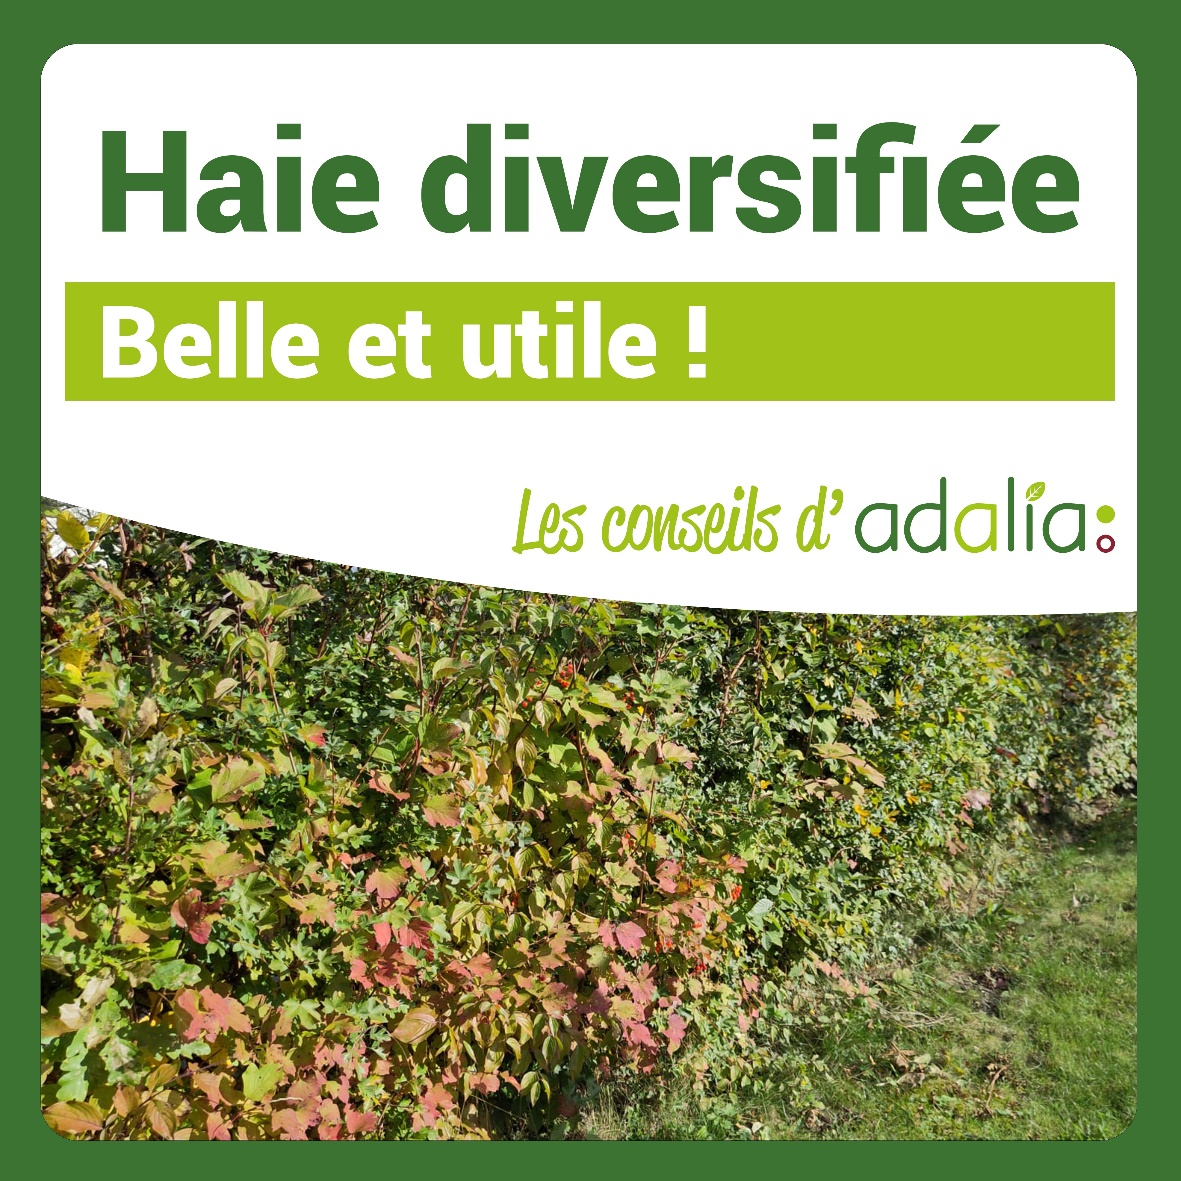 Haie diversifiée
Belle et utile !
Les conseils d' adalia